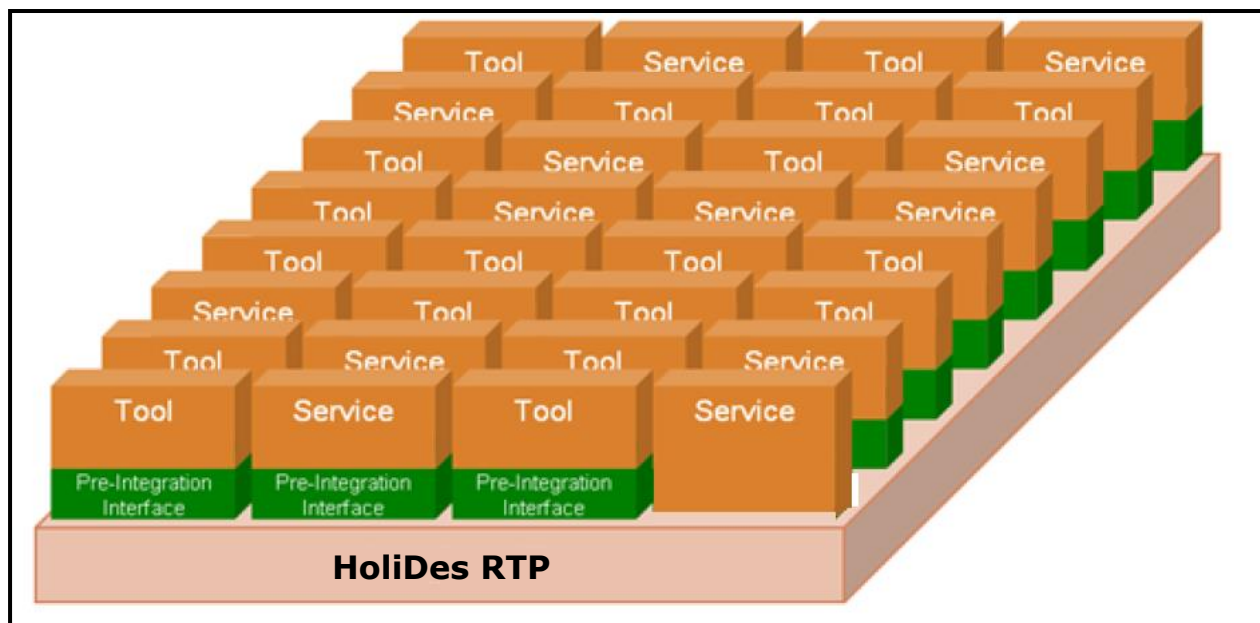 Tool Service Tool Service
Service Tool Tool Tool
Tool Service Tool Service
Tool Service Service Service
Tool Tool Tool Tool
Service Tool Tool Tool
Tool Service Tool Service
Tool Service Tool Service
Pre-Integration Pre-Integration Pre-Integration
Interface Interface Interface
HoliDes RTP